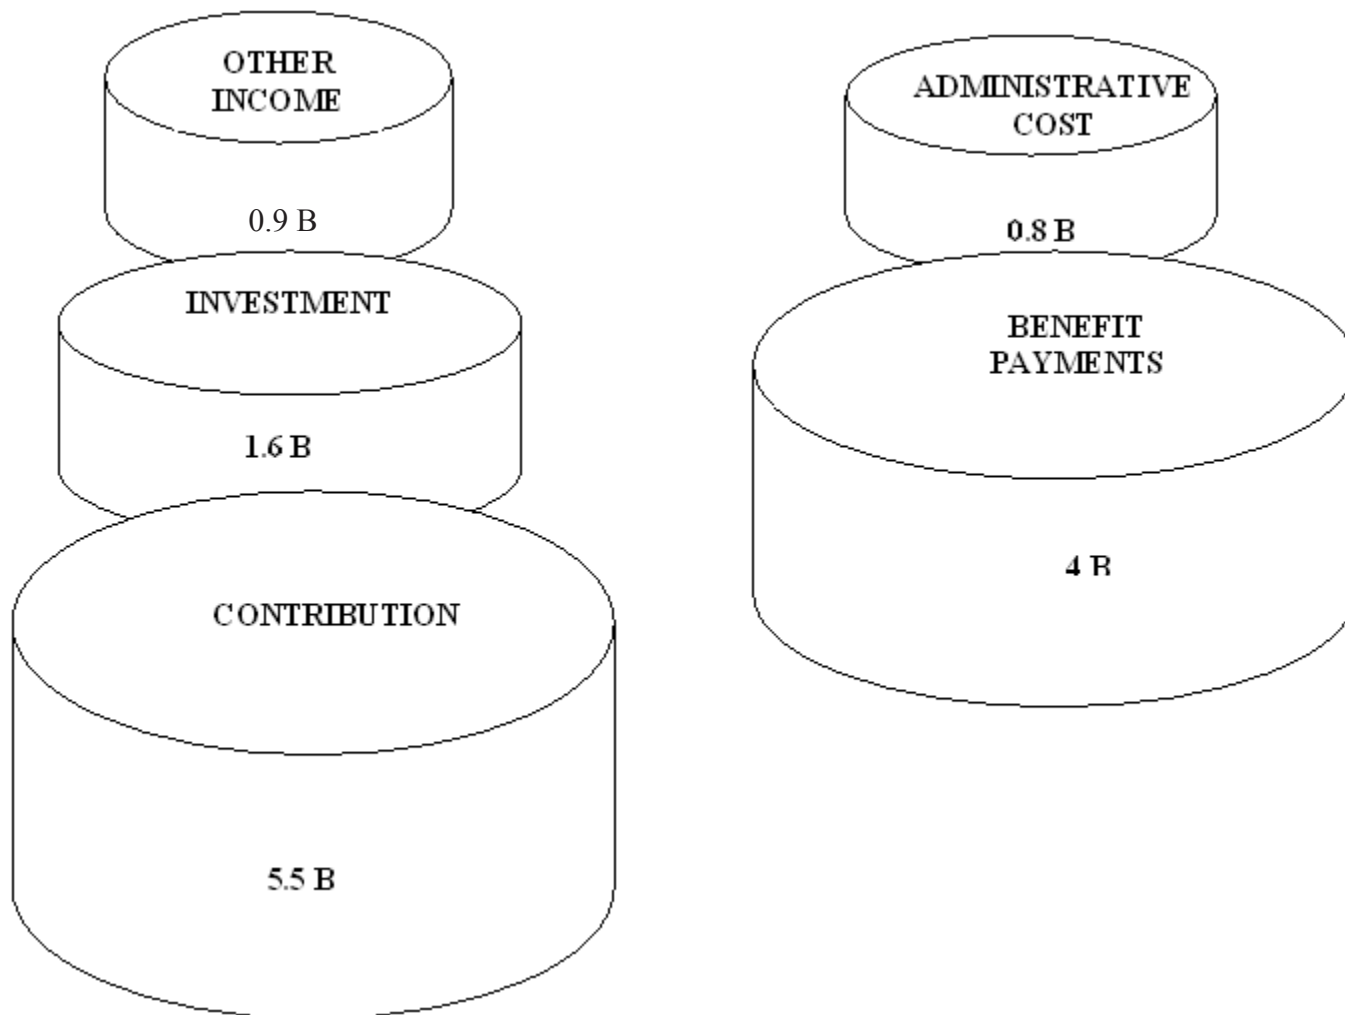 OTHER
INCOME
0.9 B
INVESTMENT
1.6 B
CONTRIBUTION
5.5 B
ADMINISTRATIVE
COST
0.8 B
BENEFIT
PAYMENTS
4 B